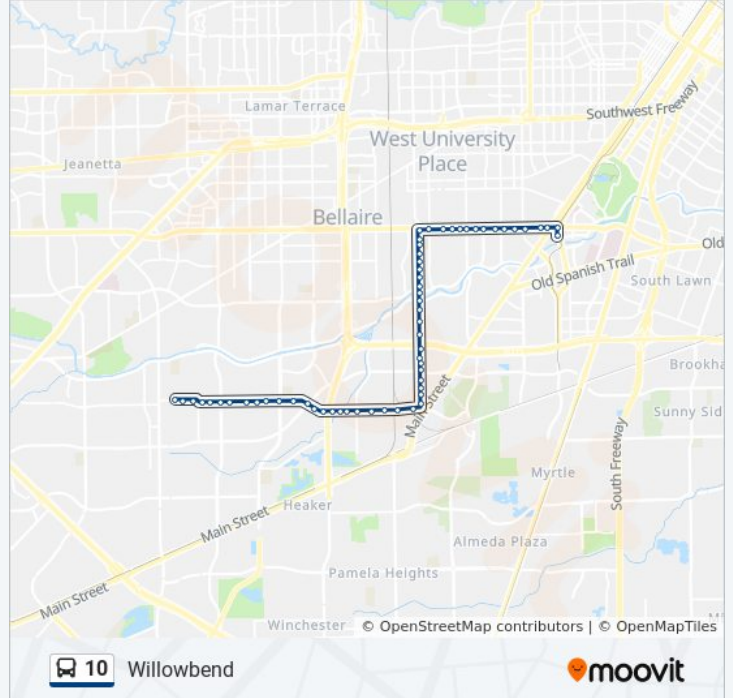 Lamar Terrace
Southwest Freeway
West University
Place
Jeanetta
Bellaire
Old
Old Spanish Trail
South Lawn
Brookha
Main Street
Sunny Sid
South Freeway
Myrtle
Heaker
Main Street
Almeda Plaza
Pamela Heights
Main Street
Winchester
© OpenStreetMap contributors | © OpenMapTiles
10 Willowbend
moovit